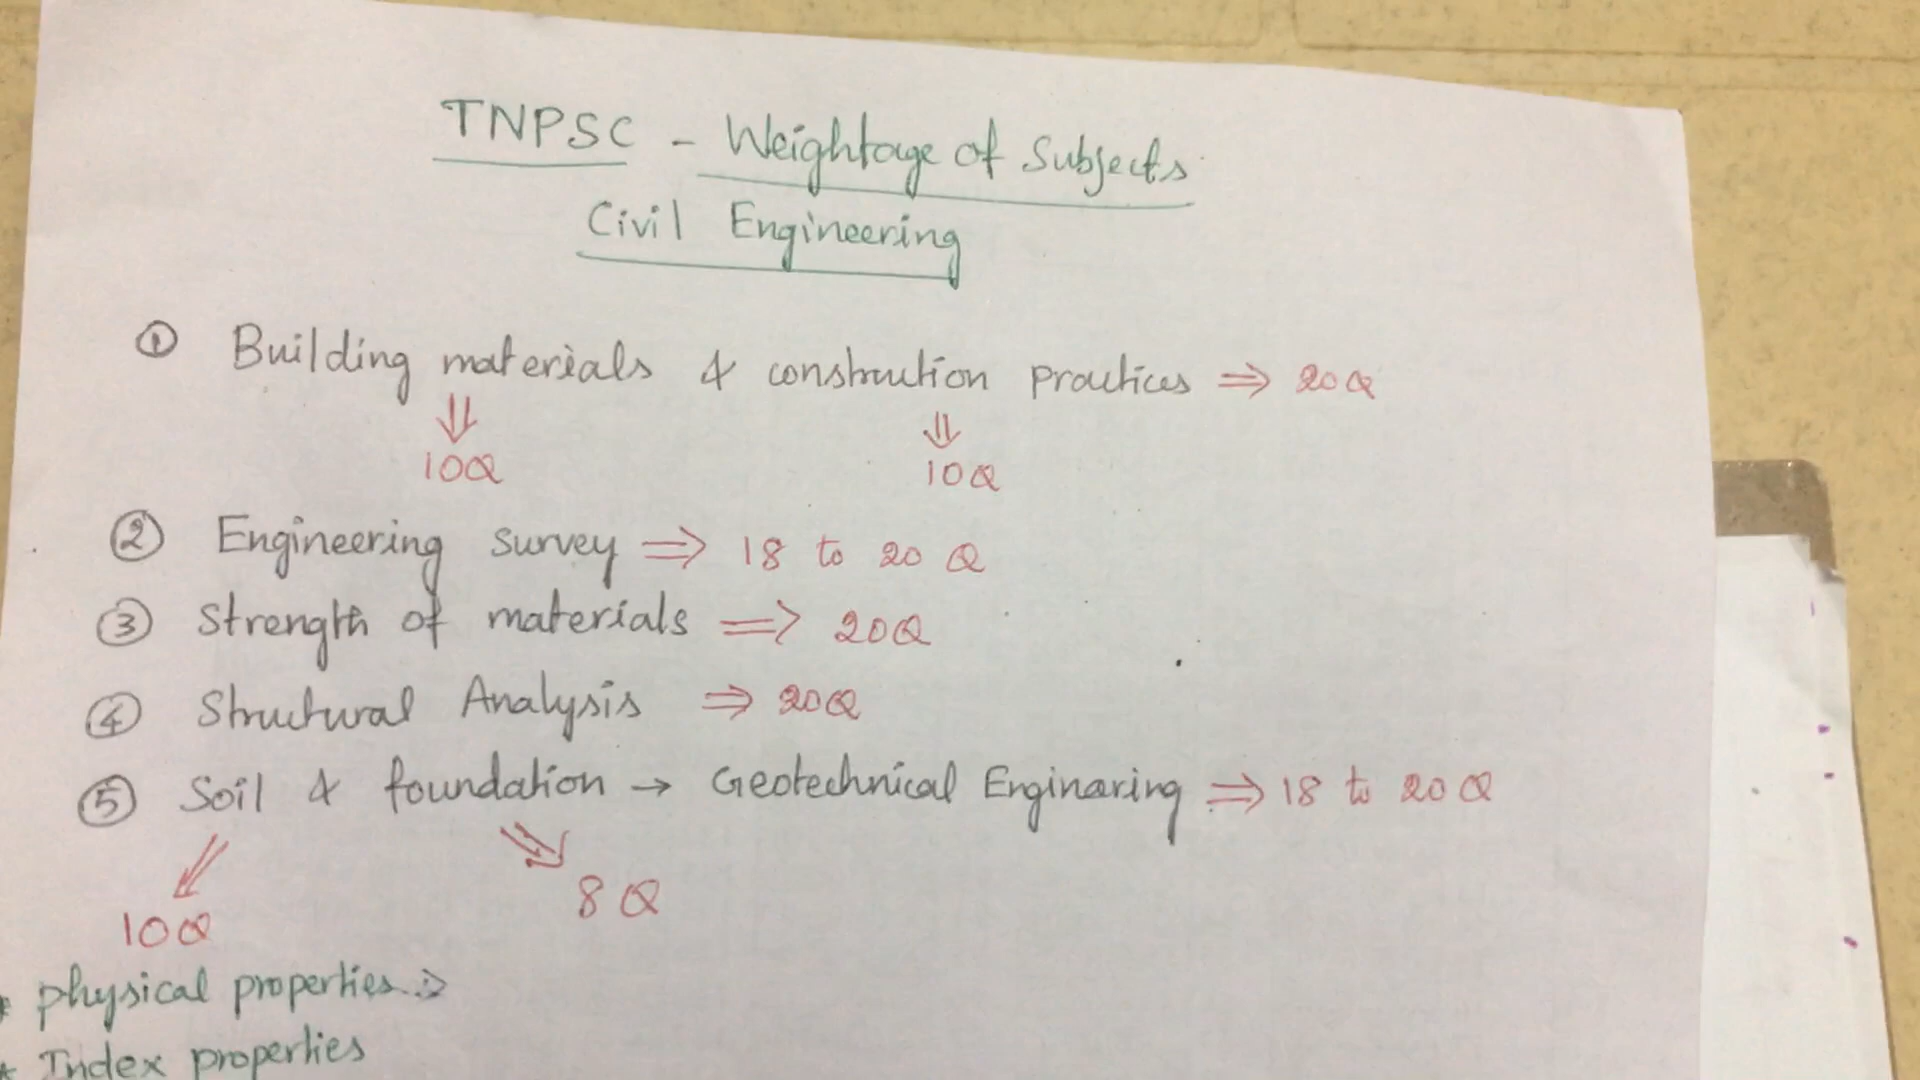 TNPSC - Weightage of Subjects
Civil Engineering
① Building materials & construction practices ⇒ 20Q
⇓ ⇓
10Q 10Q
② Engineering survey ⇒ 18 to 20 Q
③ Strength of materials ⇒ 20Q
④ Structural Analysis ⇒ 20Q
⑤ Soil & foundation → Geotechnical Enginaring ⇒ 18 to 20 Q
10Q 8 Q
* physical properties
* Index properties